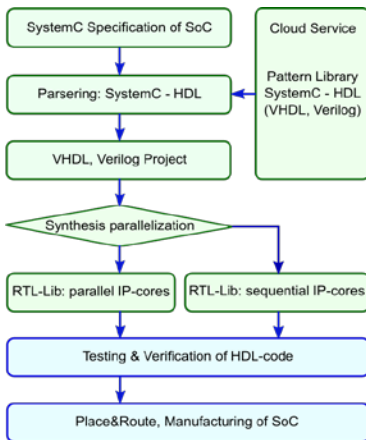 SystemC Specification of SoC
Cloud Service
Pattern Library
SystemC - HDL
(VHDL, Verilog)
Parsering: SystemC - HDL
VHDL, Verilog Project
Synthesis parallelization
RTL-Lib: parallel IP-cores
RTL-Lib: sequential IP-cores
Testing & Verification of HDL-code
Place&Route, Manufacturing of SoC